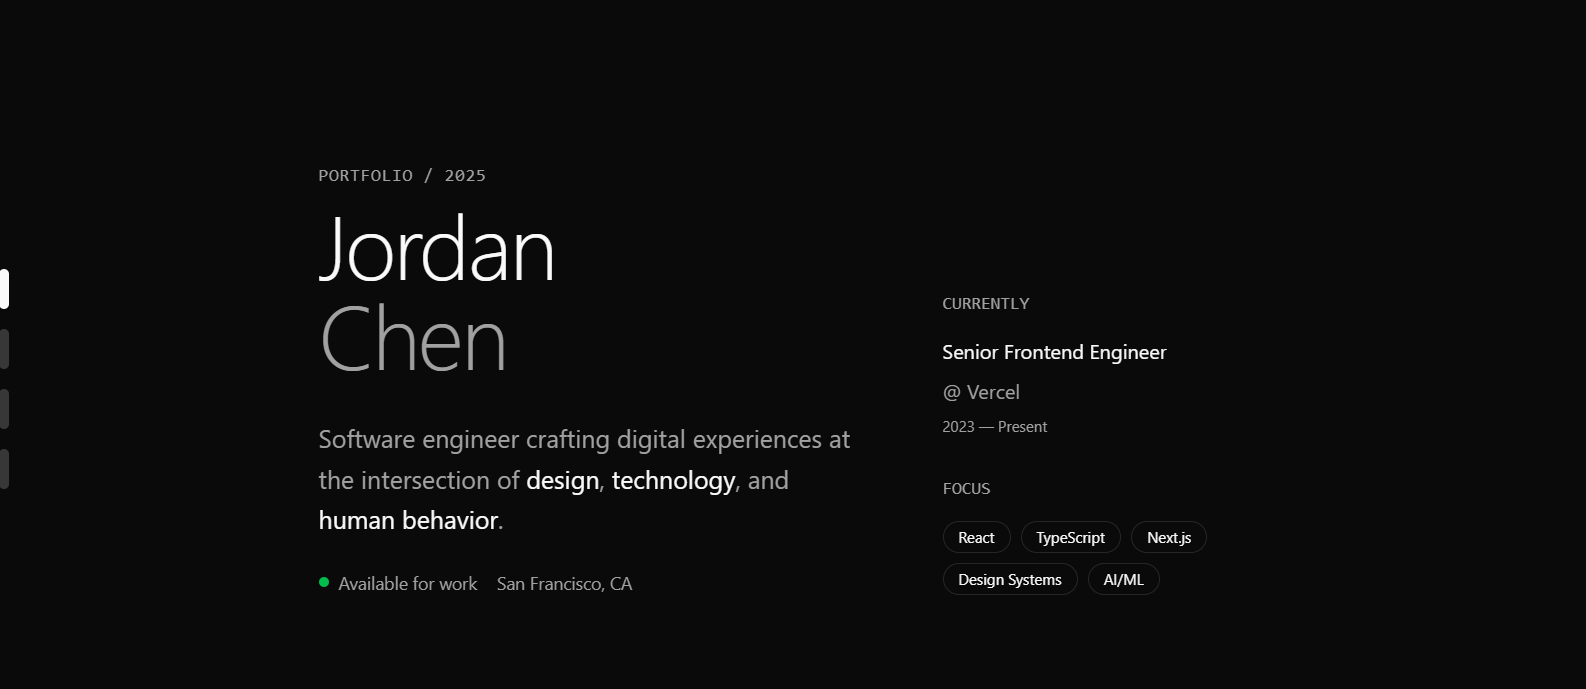 PORTFOLIO / 2025
Jordan
Chen
Software engineer crafting digital experiences at
the intersection of design, technology, and
human behavior.
Available for work San Francisco, CA
CURRENTLY
Senior Frontend Engineer
@ Vercel
2023 — Present
FOCUS
React TypeScript Next.js
Design Systems AI/ML